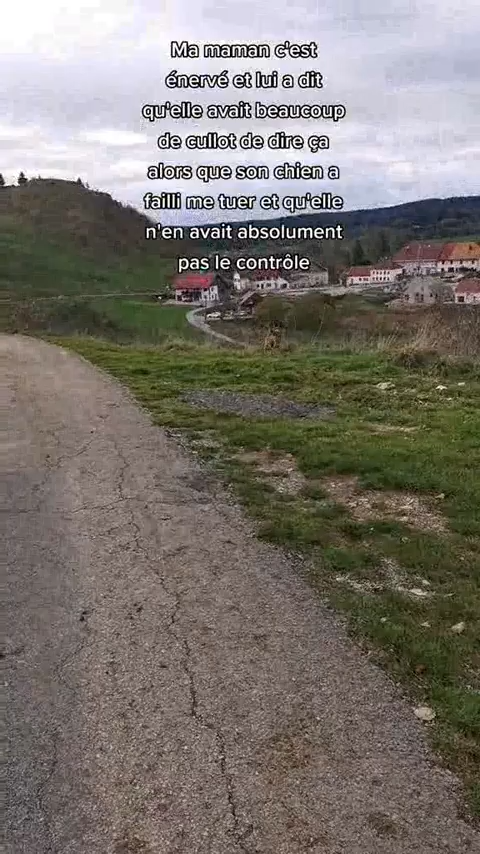 Ma maman c'est
énervé et lui a dit
qu'elle avait beaucoup
de cullot de dire ça
alors que son chien a
failli me tuer et qu'elle
n'en avait absolument
pas le contrôle